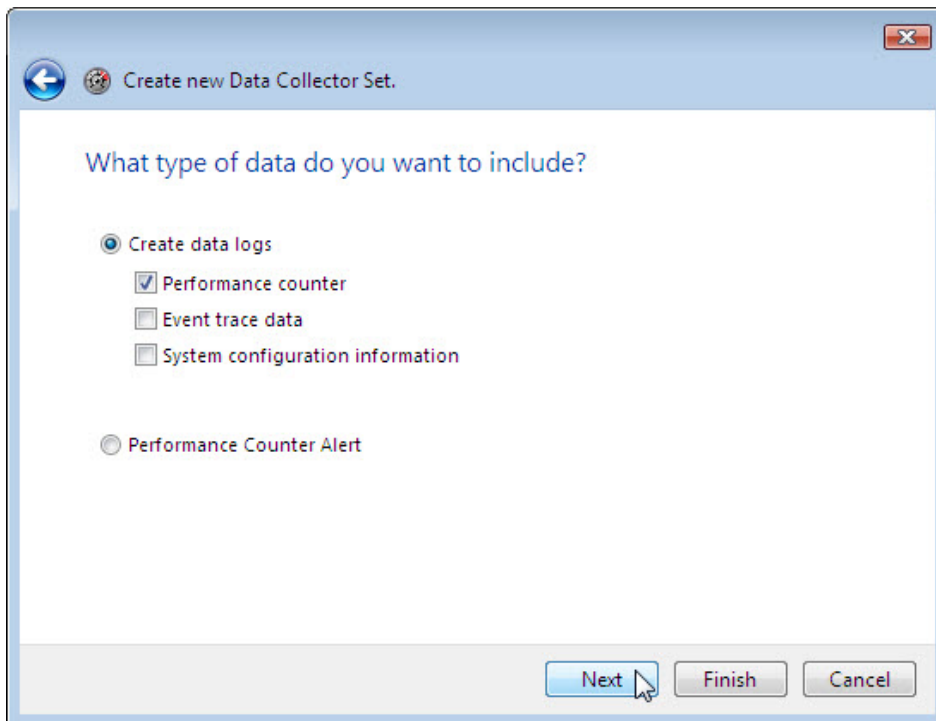 Create new Data Collector Set.
What type of data do you want to include?
Create data logs
Performance counter
Event trace data
System configuration information
Performance Counter Alert
Next
Finish
Cancel